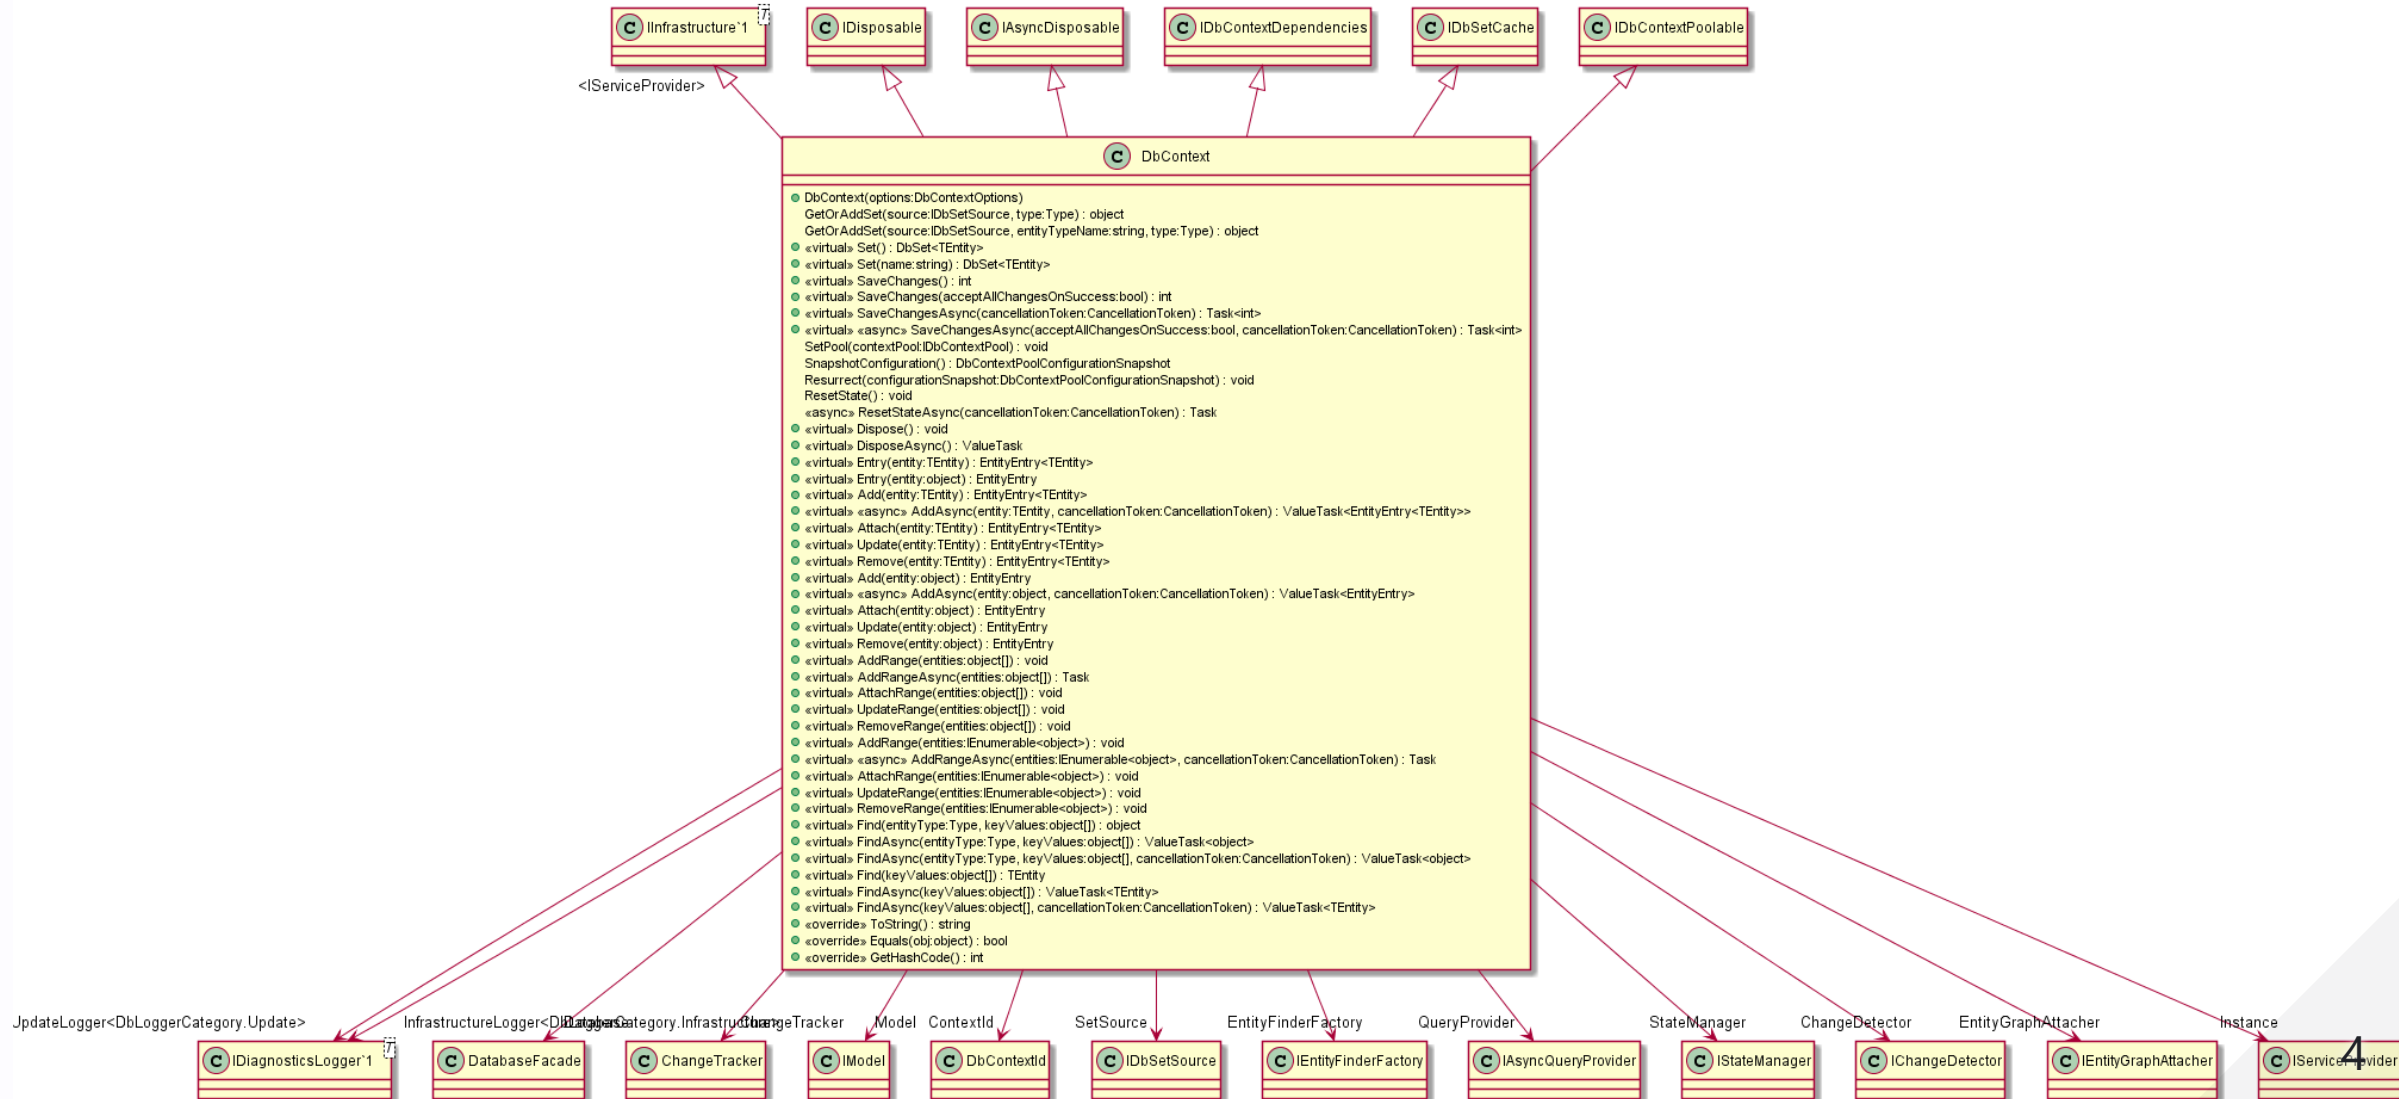 C IInfrastructure`1 T
C IDisposable
C IAsyncDisposable
C IDbContextDependencies
C IDbSetCache
C IDbContextPoolable
<IServiceProvider>
C DbContext
DbContext(options:DbContextOptions)
GetOrAddSet(source:IDbSetSource, type:Type) : object
GetOrAddSet(source:IDbSetSource, entityTypeName:string, type:Type) : object
«virtual» Set() : DbSet<TEntity>
«virtual» Set(name:string) : DbSet<TEntity>
«virtual» SaveChanges() : int
«virtual» SaveChanges(acceptAllChangesOnSuccess:bool) : int
«virtual» SaveChangesAsync(cancellationToken:CancellationToken) : Task<int>
«virtual» «async» SaveChangesAsync(acceptAllChangesOnSuccess:bool, cancellationToken:CancellationToken) : Task<int>
SetPool(contextPool:IDbContextPool) : void
SnapshotConfiguration() : DbContextPoolConfigurationSnapshot
Resurrect(configurationSnapshot:DbContextPoolConfigurationSnapshot) : void
ResetState() : void
«async» ResetStateAsync(cancellationToken:CancellationToken) : Task
«virtual» Dispose() : void
«virtual» DisposeAsync() : ValueTask
«virtual» Entry(entity:TEntity) : EntityEntry<TEntity>
«virtual» Entry(entity:object) : EntityEntry
«virtual» Add(entity:TEntity) : EntityEntry<TEntity>
«virtual» «async» AddAsync(entity:TEntity, cancellationToken:CancellationToken) : ValueTask<EntityEntry<TEntity>>
«virtual» Attach(entity:TEntity) : EntityEntry<TEntity>
«virtual» Update(entity:TEntity) : EntityEntry<TEntity>
«virtual» Remove(entity:TEntity) : EntityEntry<TEntity>
«virtual» Add(entity:object) : EntityEntry
«virtual» «async» AddAsync(entity:object, cancellationToken:CancellationToken) : ValueTask<EntityEntry>
«virtual» Attach(entity:object) : EntityEntry
«virtual» Update(entity:object) : EntityEntry
«virtual» Remove(entity:object) : EntityEntry
«virtual» AddRange(entities:object[]) : void
«virtual» AddRangeAsync(entities:object[]) : Task
«virtual» AttachRange(entities:object[]) : void
«virtual» UpdateRange(entities:object[]) : void
«virtual» RemoveRange(entities:object[]) : void
«virtual» AddRange(entities:IEnumerable<object>) : void
«virtual» «async» AddRangeAsync(entities:IEnumerable<object>, cancellationToken:CancellationToken) : Task
«virtual» AttachRange(entities:IEnumerable<object>) : void
«virtual» UpdateRange(entities:IEnumerable<object>) : void
«virtual» RemoveRange(entities:IEnumerable<object>) : void
«virtual» Find(entityType:Type, keyValues:object[]) : object
«virtual» FindAsync(entityType:Type, keyValues:object[]) : ValueTask<object>
«virtual» FindAsync(entityType:Type, keyValues:object[], cancellationToken:CancellationToken) : ValueTask<object>
«virtual» Find(keyValues:object[]) : TEntity
«virtual» FindAsync(keyValues:object[]) : ValueTask<TEntity>
«virtual» FindAsync(keyValues:object[], cancellationToken:CancellationToken) : ValueTask<TEntity>
«override» ToString() : string
«override» Equals(obj:object) : bool
«override» GetHashCode() : int
UpdateLogger<DbLoggerCategory.Update>
InfrastructureLogger<DbLoggerCategory.Infrastructure>
Database
ChangeTracker
Model
ContextId
SetSource
EntityFinderFactory
QueryProvider
StateManager
ChangeDetector
EntityGraphAttacher
Instance
C IDiagnosticsLogger`1 T
C DatabaseFacade
C ChangeTracker
C IModel
C DbContextId
C IDbSetSource
C IEntityFinderFactory
C IAsyncQueryProvider
C IStateManager
C IChangeDetector
C IEntityGraphAttacher
C IServiceProvider
4